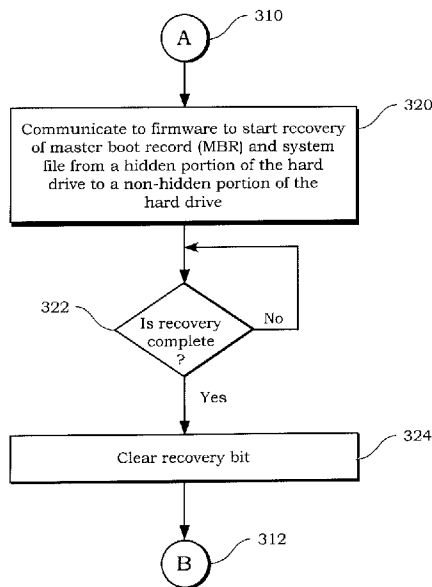 A
310
320
Communicate to firmware to start recovery
of master boot record (MBR) and system
file from a hidden portion of the hard
drive to a non-hidden portion of the
hard drive
322
Is recovery
complete
?
No
Yes
324
Clear recovery bit
B
312